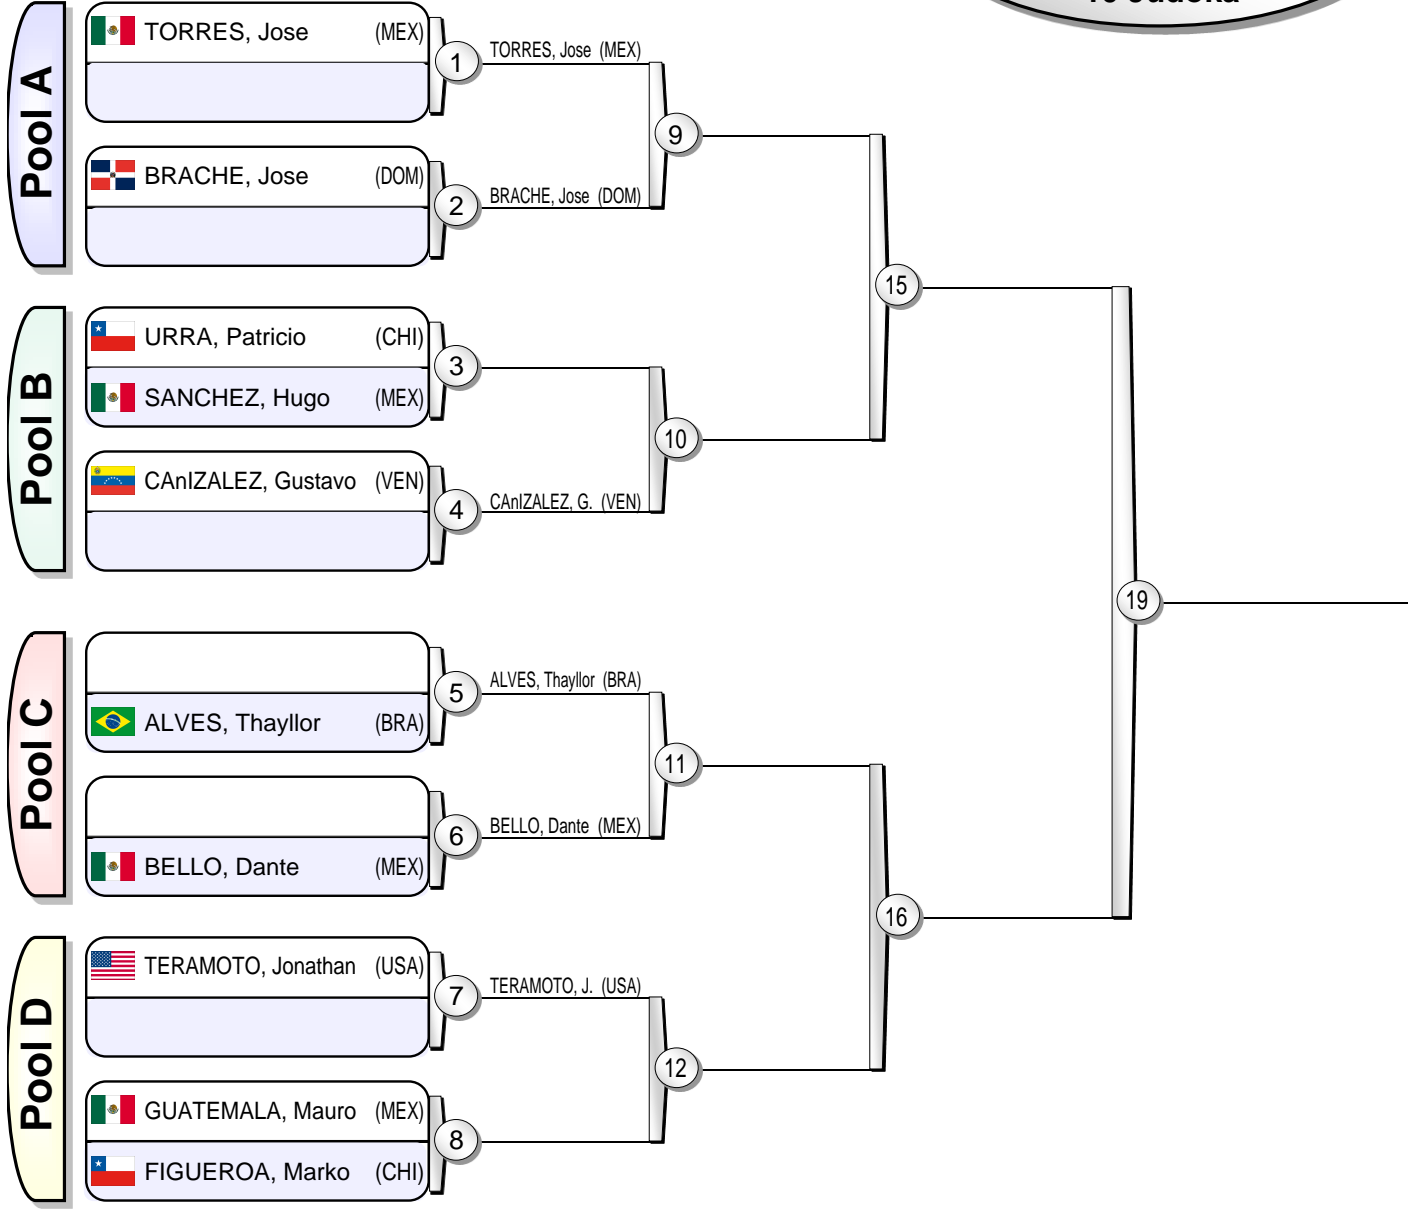 Pool A
TORRES, Jose (MEX)
1
TORRES, Jose (MEX)
9
BRACHE, Jose (DOM)
2
BRACHE, Jose (DOM)
15
Pool B
URRA, Patricio (CHI)
3
SANCHEZ, Hugo (MEX)
10
CAnIZALEZ, Gustavo (VEN)
4
CAnIZALEZ, G. (VEN)
19
Pool C
5
ALVES, Thayllor (BRA)
ALVES, Thayllor (BRA)
11
6
BELLO, Dante (MEX)
BELLO, Dante (MEX)
16
Pool D
TERAMOTO, Jonathan (USA)
7
TERAMOTO, J. (USA)
12
GUATEMALA, Mauro (MEX)
8
FIGUEROA, Marko (CHI)